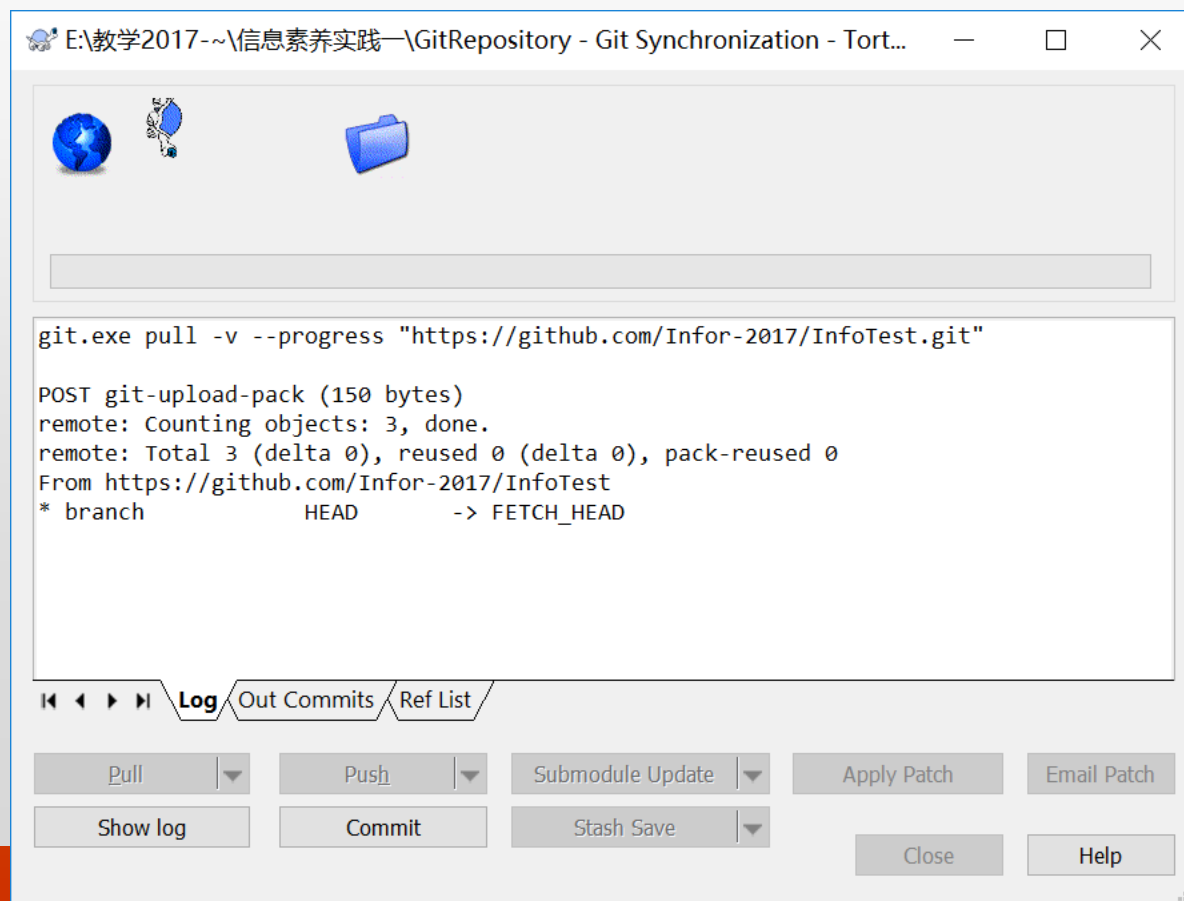 E:\教学2017-~\信息素养实践一\GitRepository - Git Synchronization - Tort...
git.exe pull -v --progress "https://github.com/Infor-2017/InfoTest.git"
POST git-upload-pack (150 bytes)
remote: Counting objects: 3, done.
remote: Total 3 (delta 0), reused 0 (delta 0), pack-reused 0
From https://github.com/Infor-2017/InfoTest
* branch            HEAD       -> FETCH_HEAD
Log Out Commits Ref List
Pull Push Submodule Update Apply Patch Email Patch
Show log Commit Stash Save
Close Help